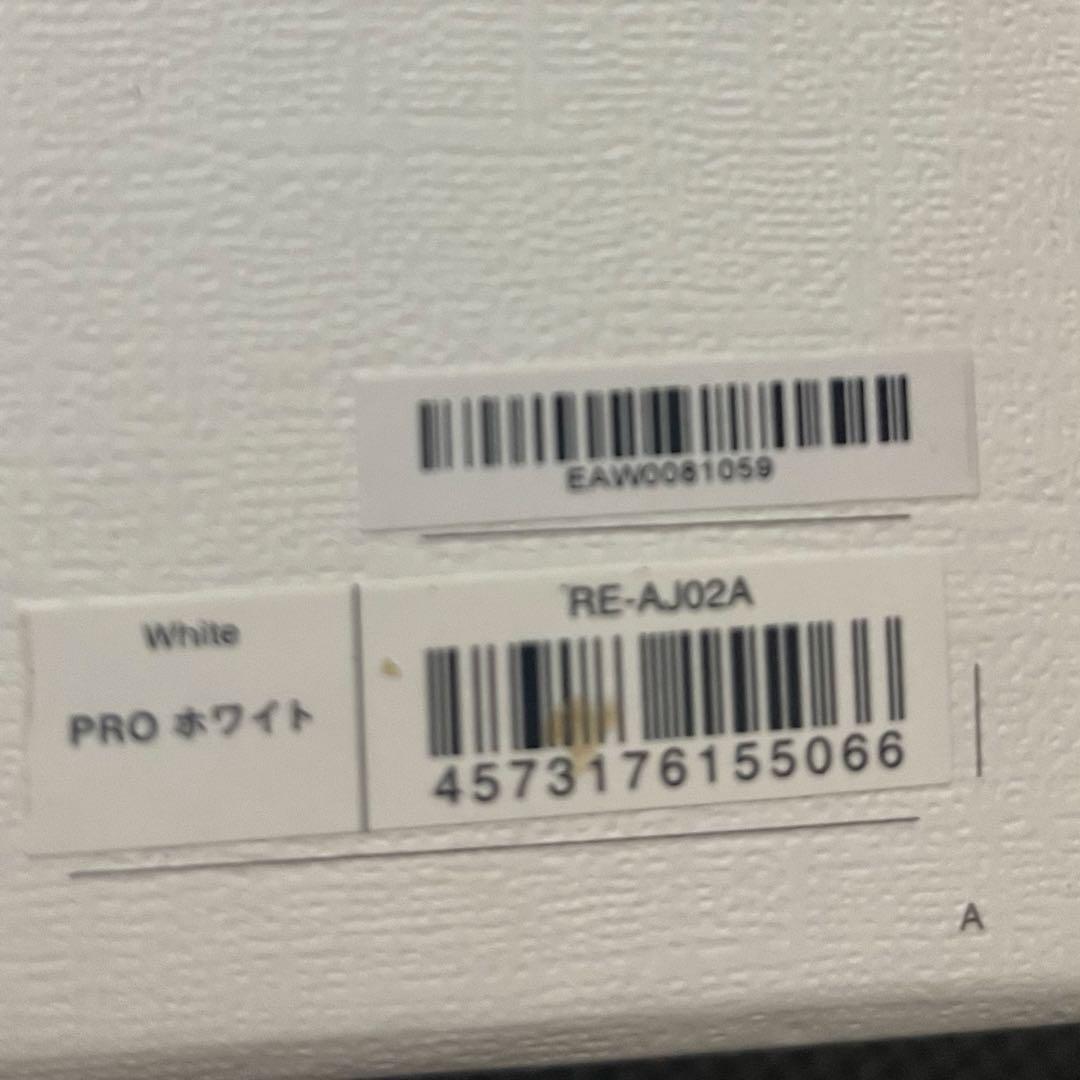 EAW0081059
White
PRO ホワイト
RE-AJ02A
4573176155066
A